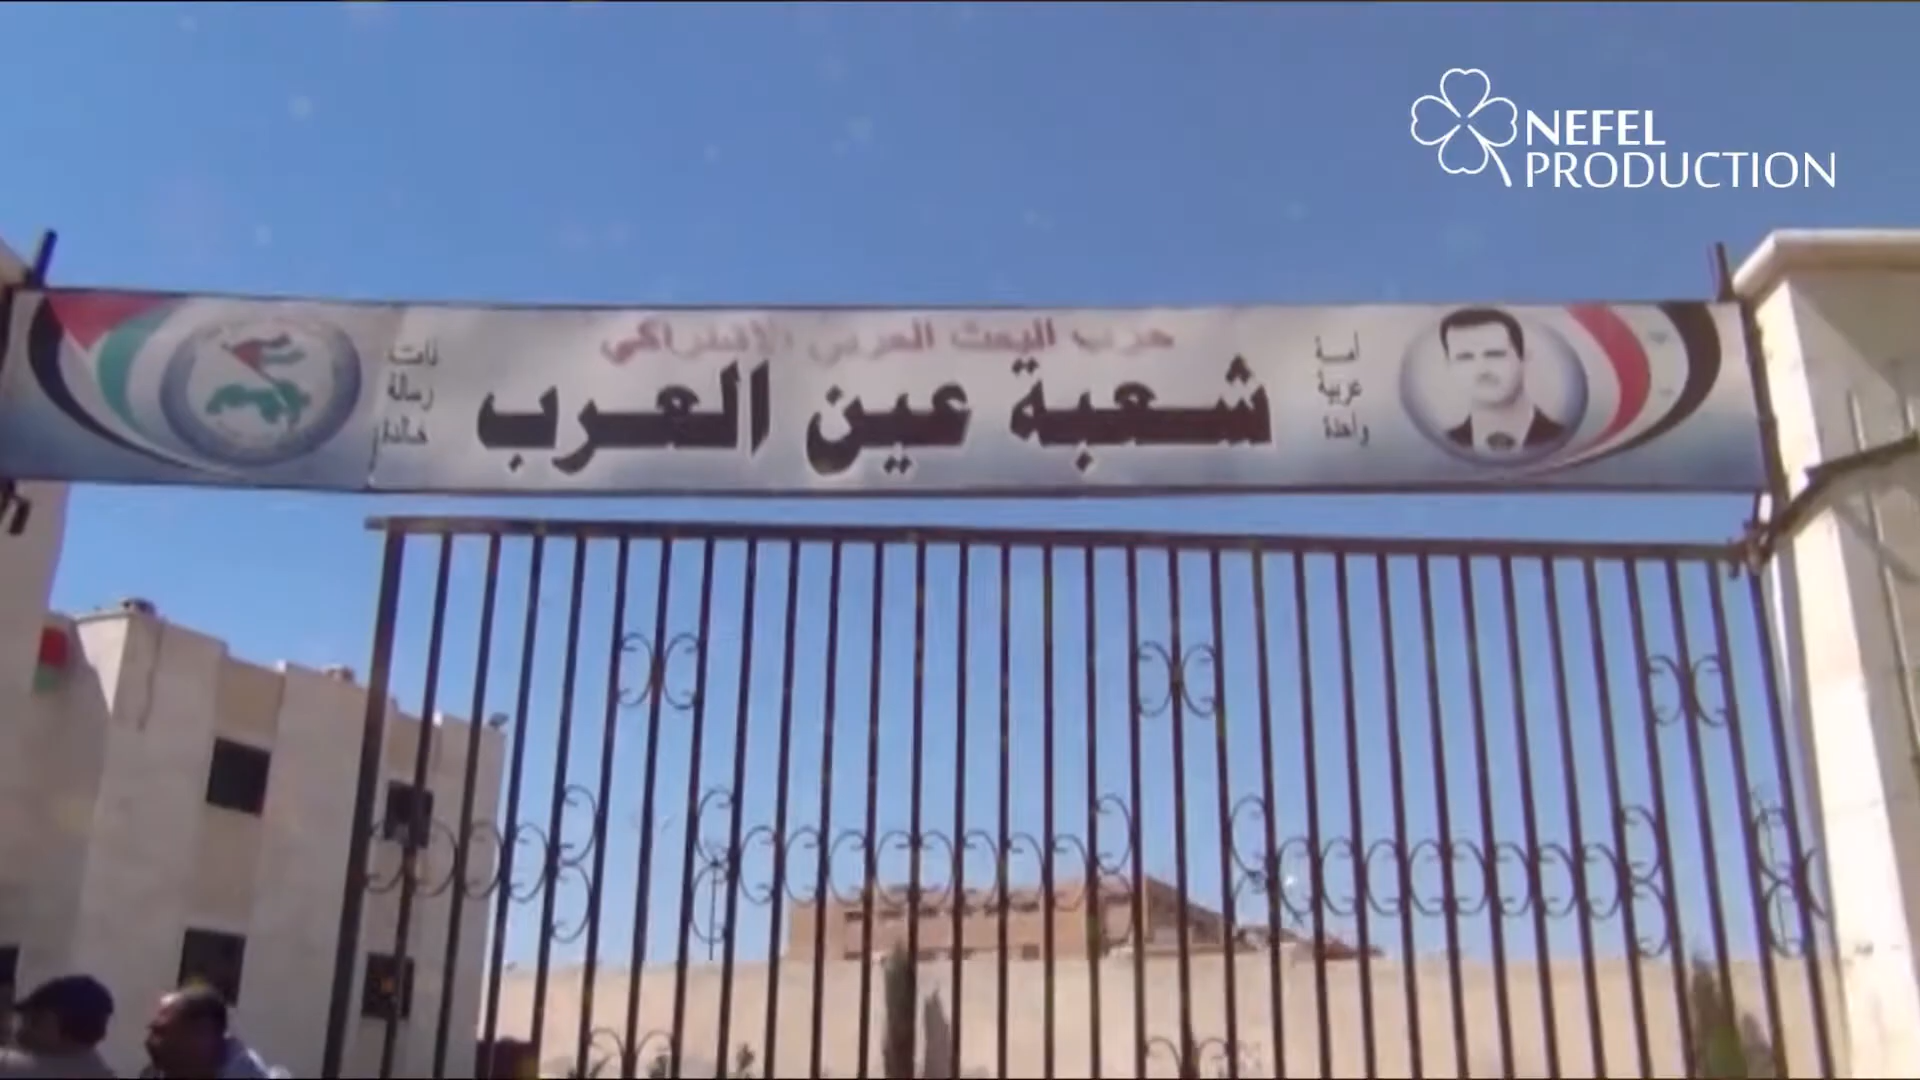 NEFEL
PRODUCTION
حزب البعث العربي الاشتراكي
شعبة عين العرب
أمة
عربية
واحدة
ذات
رسالة
خالدة